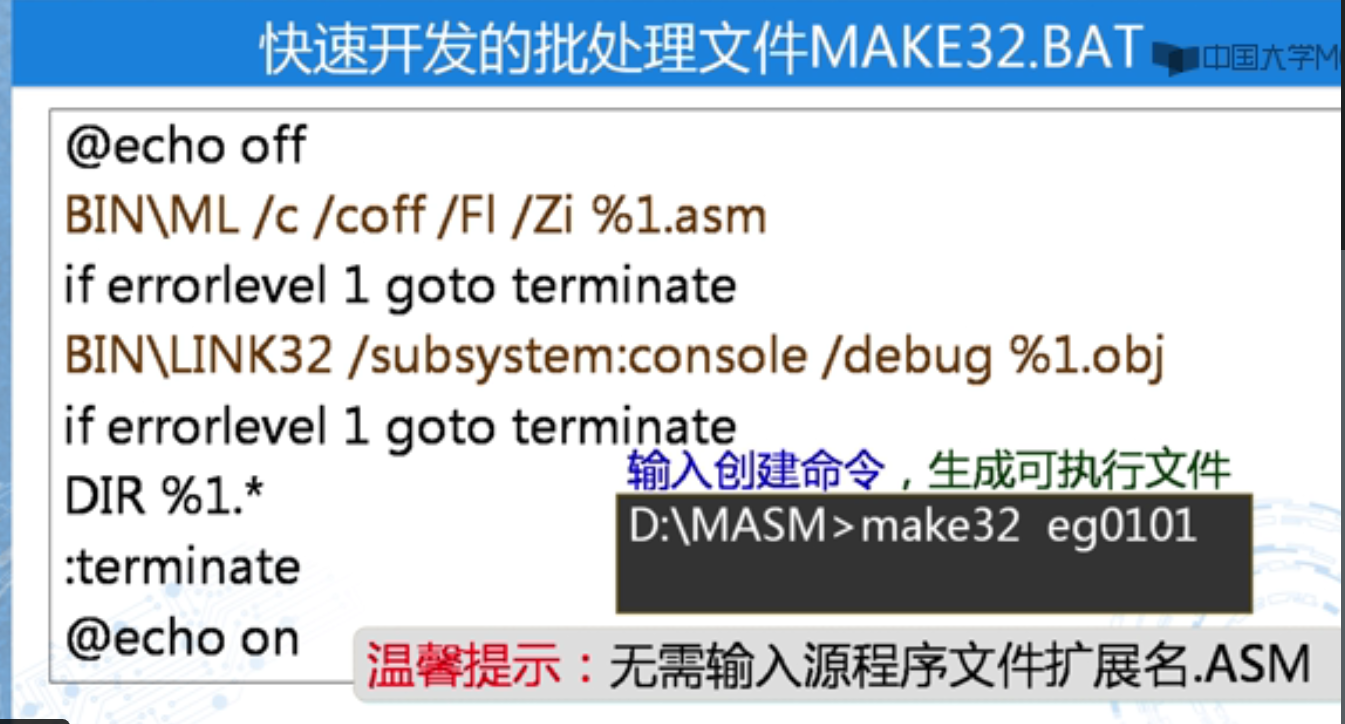 快速开发的批处理文件MAKE32.BAT
中国大学M
@echo off
BIN\ML /c /coff /Fl /Zi %1.asm
if errorlevel 1 goto terminate
BIN\LINK32 /subsystem:console /debug %1.obj
if errorlevel 1 goto terminate
DIR %1.*
:terminate
@echo on
输入创建命令，生成可执行文件
D:\MASM>make32 eg0101
温馨提示：无需输入源程序文件扩展名.ASM